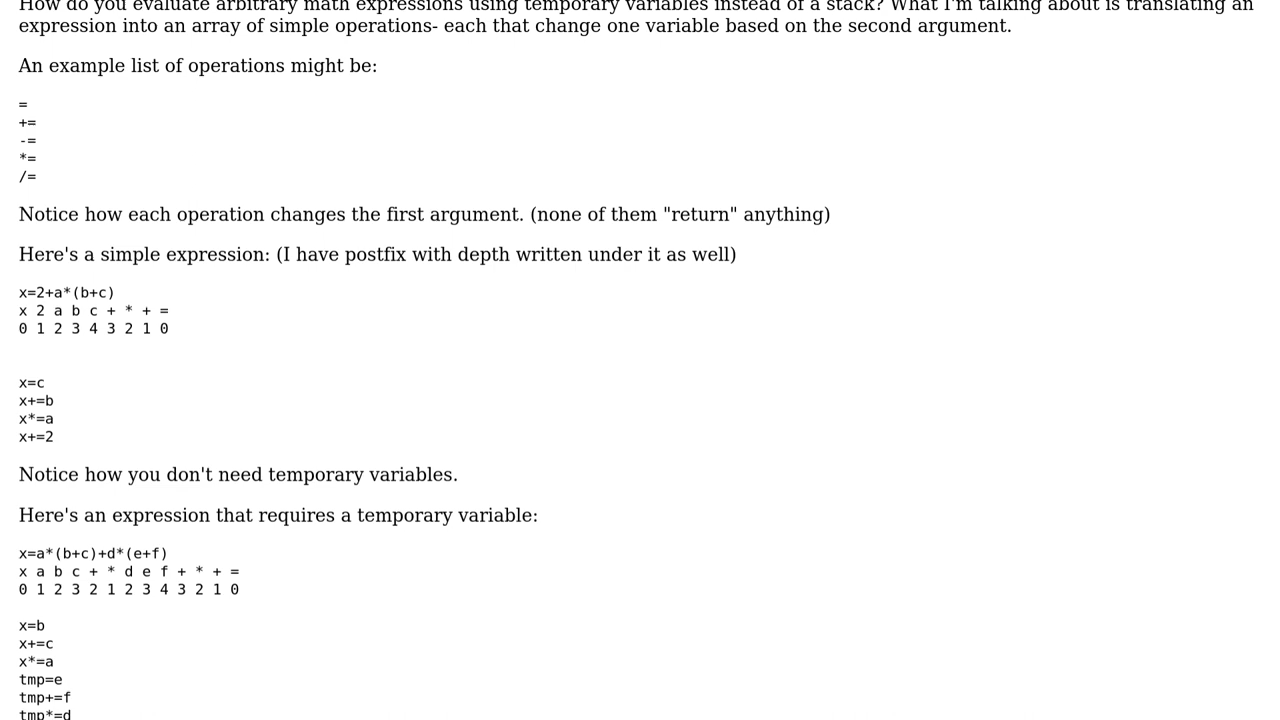 How do you evaluate arbitrary math expressions using temporary variables instead of a stack? What I'm talking about is translating an
expression into an array of simple operations- each that change one variable based on the second argument.
An example list of operations might be:
=
+=
-=
*=
/=
Notice how each operation changes the first argument. (none of them "return" anything)
Here's a simple expression: (I have postfix with depth written under it as well)
x=2+a*(b+c)
x 2 a b c + * + =
0 1 2 3 4 3 2 1 0
x=c
x+=b
x*=a
x+=2
Notice how you don't need temporary variables.
Here's an expression that requires a temporary variable:
x=a*(b+c)+d*(e+f)
x a b c + * d e f + * + =
0 1 2 3 2 1 2 3 4 3 2 1 0
x=b
x+=c
x*=a
tmp=e
tmp+=f
tmp*=d